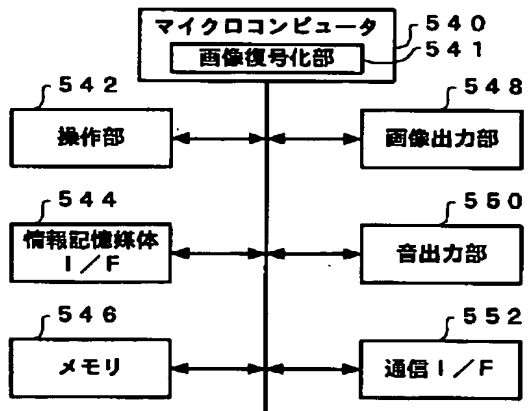 マイクロコンピュータ
540
画像復号化部
541
542
操作部
548
画像出力部
544
情報記憶媒体
I/F
550
音出力部
546
メモリ
552
通信I/F